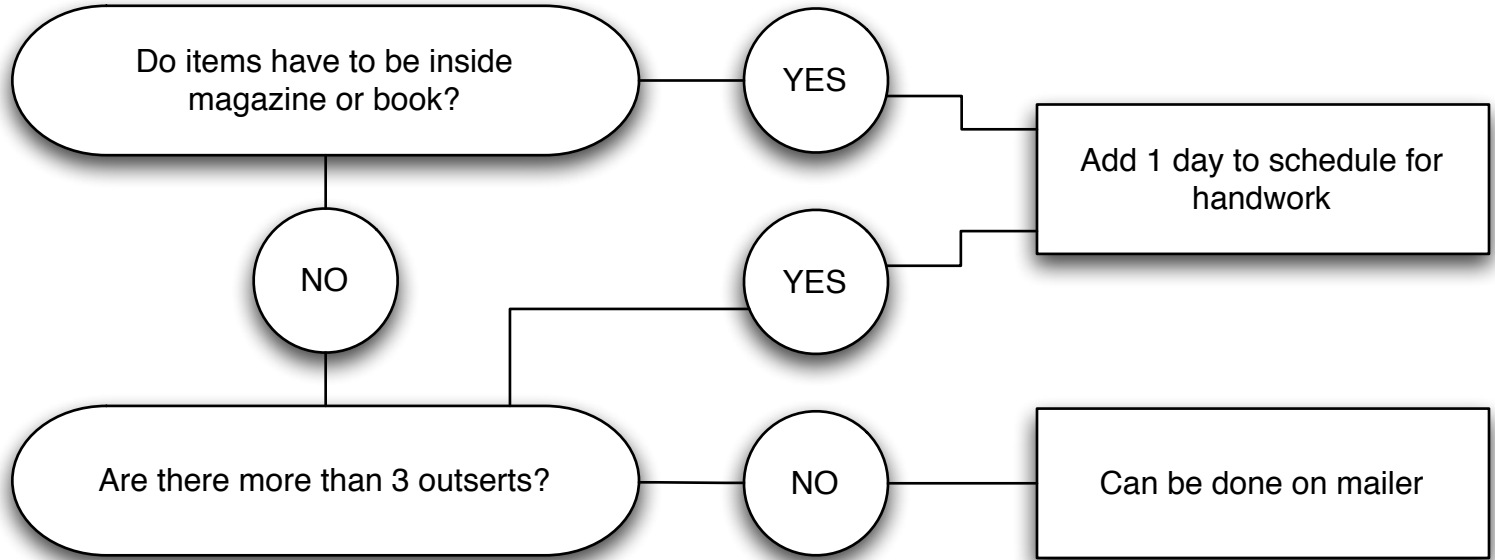 Do items have to be inside
magazine or book?
YES
Add 1 day to schedule for
handwork
NO
YES
Are there more than 3 outserts?
NO
Can be done on mailer